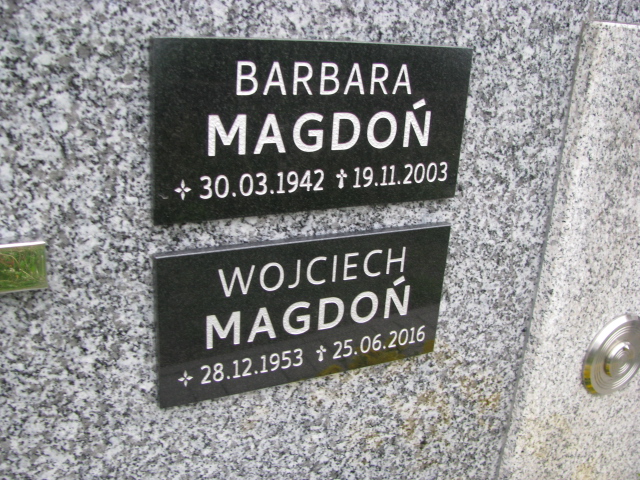 BARBARA
MAGDOŃ
✧ 30.03.1942 ✝ 19.11.2003
WOJCIECH
MAGDOŃ
✧ 28.12.1953 ✝ 25.06.2016